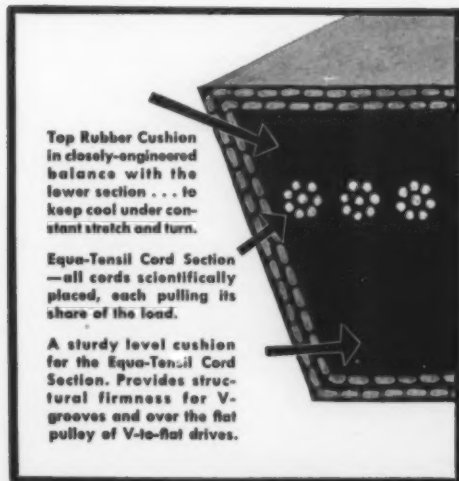 Top Rubber Cushion
in closely-engineered
balance with the
lower section . . . to
keep cool under con-
stant stretch and turn.
Equa-Tensil Cord Section
—all cords scientifically
placed, each pulling its
share of the load.
A sturdy level cushion
for the Equa-Tensil Cord
Section. Provides struc-
tural firmness for V-
grooves and over the flat
pulley of V-to-flat drives.